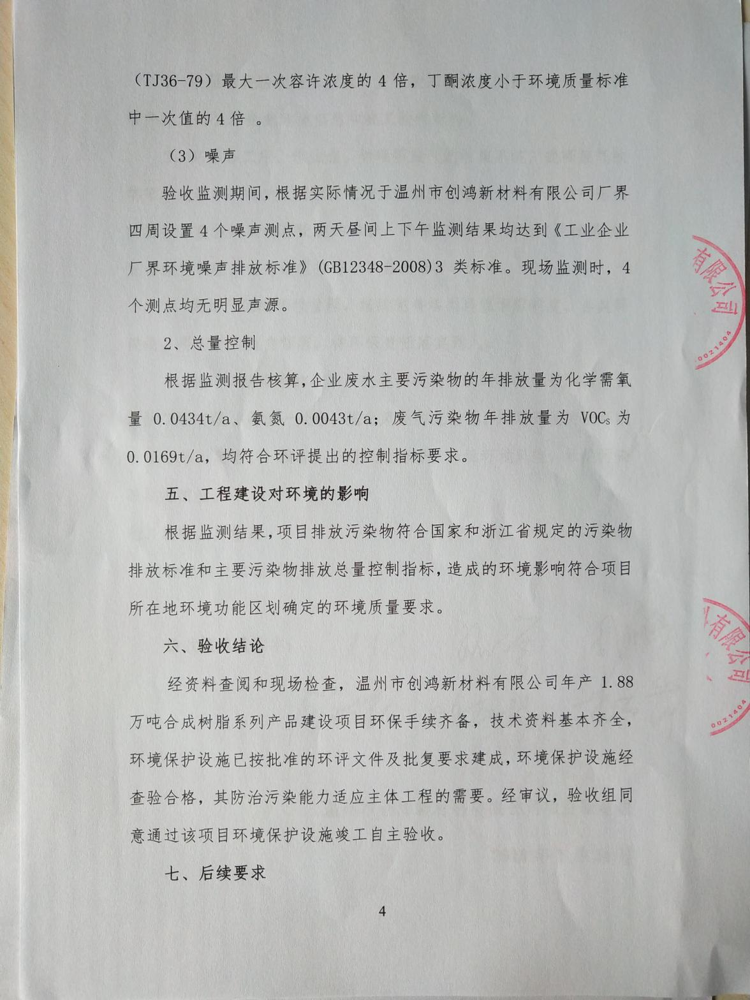 （TJ36-79）最大一次容许浓度的 4 倍，丁酮浓度小于环境质量标准
中一次值的 4 倍 。
（3）噪声
验收监测期间，根据实际情况于温州市创鸿新材料有限公司厂界
四周设置 4 个噪声测点，两天昼间上下午监测结果均达到《工业企业
厂界环境噪声排放标准》(GB12348-2008)3 类标准。现场监测时，4
个测点均无明显声源。
2、总量控制
根据监测报告核算，企业废水主要污染物的年排放量为化学需氧
量 0.0434t/a、氨氮 0.0043t/a；废气污染物年排放量为 VOCs 为
0.0169t/a，均符合环评提出的控制指标要求。
五、工程建设对环境的影响
根据监测结果，项目排放污染物符合国家和浙江省规定的污染物
排放标准和主要污染物排放总量控制指标，造成的环境影响符合项目
所在地环境功能区划确定的环境质量要求。
六、验收结论
经资料查阅和现场检查，温州市创鸿新材料有限公司年产 1.88
万吨合成树脂系列产品建设项目环保手续齐备，技术资料基本齐全，
环境保护设施已按批准的环评文件及批复要求建成，环境保护设施经
查验合格，其防治污染能力适应主体工程的需要。经审议，验收组同
意通过该项目环境保护设施竣工自主验收。
七、后续要求
4
有限公司
0021404
有限公司
0021404